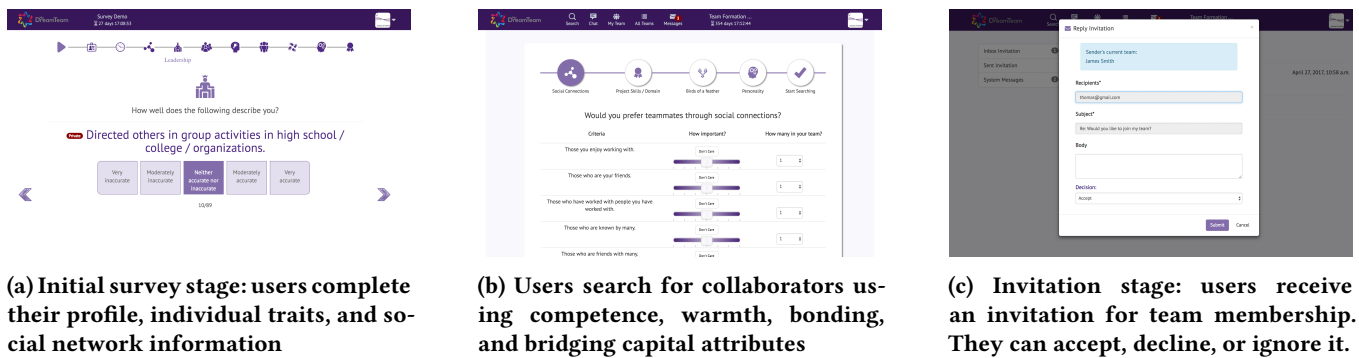 DReamTeam
Survey Demo
27 days 17:08:53
Leadership
How well does the following describe you?
Private Directed others in group activities in high school /
college / organizations.
Very
inaccurate
Moderately
inaccurate
Neither
accurate nor
inaccurate
Moderately
accurate
Very
accurate
10/89
(a) Initial survey stage: users complete
their profile, individual traits, and so-
cial network information
DReamTeam
Search
Chat
My Team
All Teams
Messages
Team Formation ...
354 days 17:12:44
Social Connections
Project Skills / Domain
Birds of a feather
Personality
Start Searching
Would you prefer teammates through social connections?
Criteria
How important?
How many in your team?
Those you enjoy working with.
Don't Care
1
Those who are your friends.
Don't Care
1
Those who have worked with people you have
worked with.
Don't Care
1
Those who are known by many.
Don't Care
1
Those who are friends with many.
Don't Care
(b) Users search for collaborators us-
ing competence, warmth, bonding,
and bridging capital attributes
DReamTeam
Search
Team Formation ...
Inbox Invitation
Sent Invitation
System Messages
April 27, 2017, 10:58 a.m.
Reply Invitation
Sender's current team:
James Smith
Recipients*
thomas@gmail.com
Subject*
Re: Would you like to join my team?
Body
Decision:
Accept
Submit
Cancel
(c) Invitation stage: users receive
an invitation for team membership.
They can accept, decline, or ignore it.